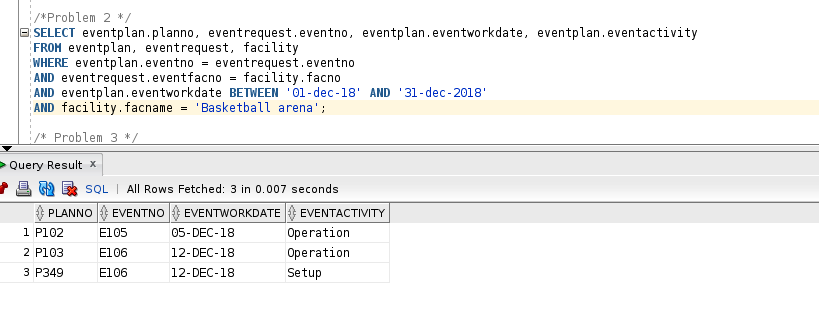 /*Problem 2 */
SELECT eventplan.planno, eventrequest.eventno, eventplan.eventworkdate, eventplan.eventactivity
FROM eventplan, eventrequest, facility
WHERE eventplan.eventno = eventrequest.eventno
AND eventrequest.eventfacno = facility.facno
AND eventplan.eventworkdate BETWEEN '01-dec-18' AND '31-dec-2018'
AND facility.facname = 'Basketball arena';
/* Problem 3 */
Query Result x
SQL | All Rows Fetched: 3 in 0.007 seconds
PLANNO EVENTNO EVENTWORKDATE EVENTACTIVITY
1 P102 E105 05-DEC-18 Operation
2 P103 E106 12-DEC-18 Operation
3 P349 E106 12-DEC-18 Setup